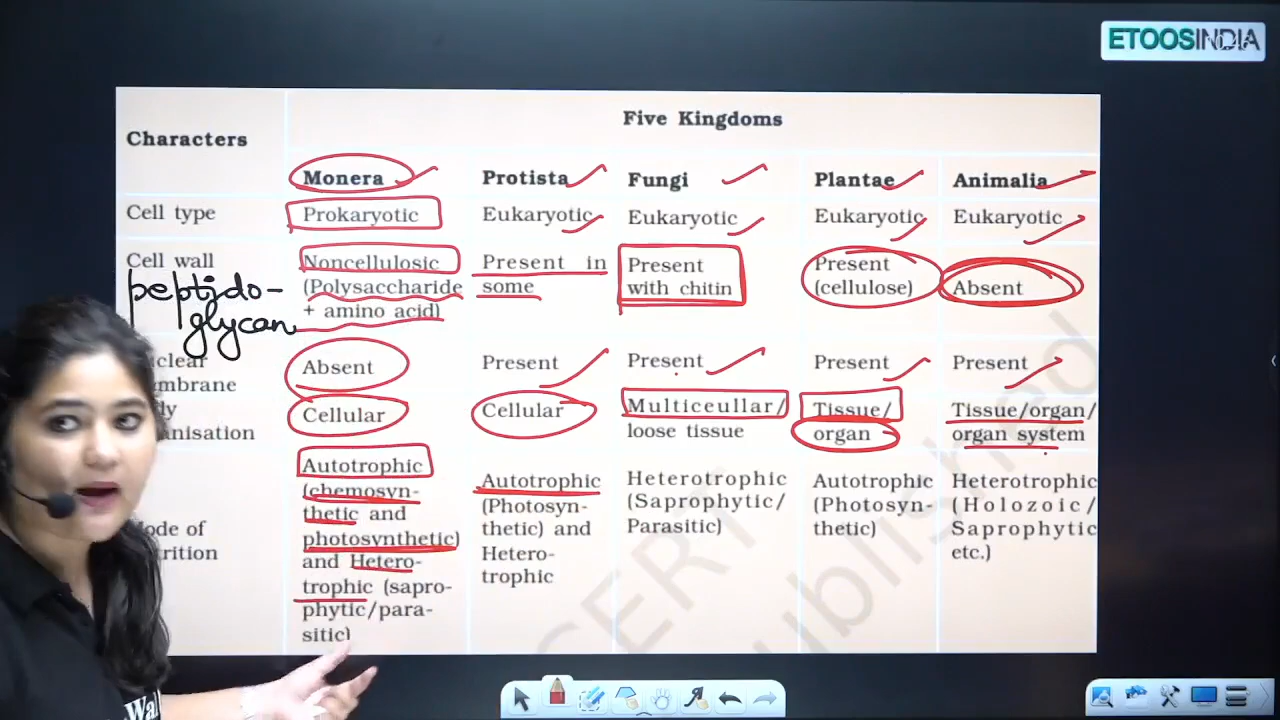 ETOOSINDIA
Five Kingdoms
Characters
Monera
Protista
Fungi
Plantae
Animalia
Cell type
Prokaryotic
Eukaryotic
Eukaryotic
Eukaryotic
Eukaryotic
Cell wall
peptido-
glycan
Noncellulosic
(Polysaccharide
+ amino acid)
Present in
some
Present
with chitin
Present
(cellulose)
Absent
Absent
Present
Present
Present
Present
Cellular
Cellular
Multiceullar/
loose tissue
Tissue/
organ
Tissue/organ/
organ system
Mode of
Autotrophic
(chemosyn-
thetic and
photosynthetic)
and Hetero-
trophic (sapro-
phytic/para-
sitic)
Autotrophic
(Photosyn-
thetic) and
Hetero-
trophic
Heterotrophic
(Saprophytic/
Parasitic)
Autotrophic
(Photosyn-
thetic)
Heterotrophic
(Holozoic/
Saprophytic
etc.)